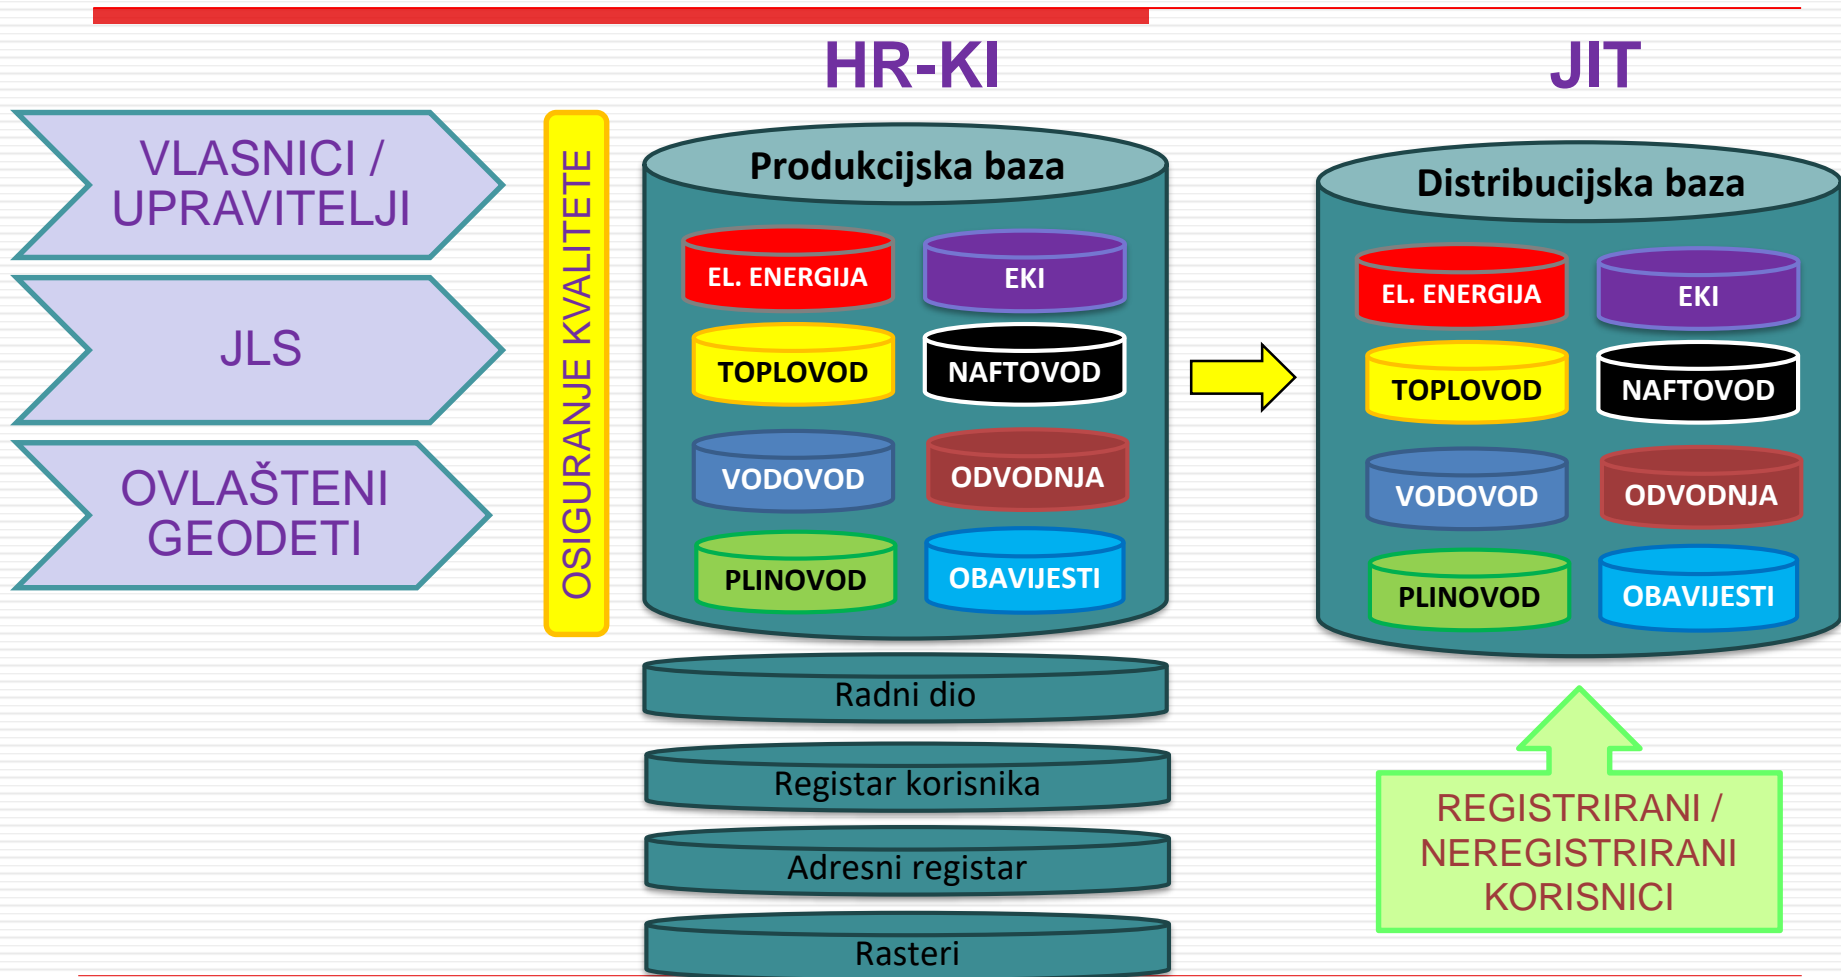 HR-KI
JIT
VLASNICI /
UPRAVITELJI
JLS
OVLAŠTENI
GEODETI
OSIGURANJE KVALITETE
Produkcijska baza
EL. ENERGIJA
EKI
TOPLOVOD
NAFTOVOD
VODOVOD
ODVODNJA
PLINOVOD
OBAVIJESTI
Radni dio
Registar korisnika
Adresni registar
Rasteri
Distribucijska baza
EL. ENERGIJA
EKI
TOPLOVOD
NAFTOVOD
VODOVOD
ODVODNJA
PLINOVOD
OBAVIJESTI
REGISTRIRANI /
NEREGISTRIRANI
KORISNICI